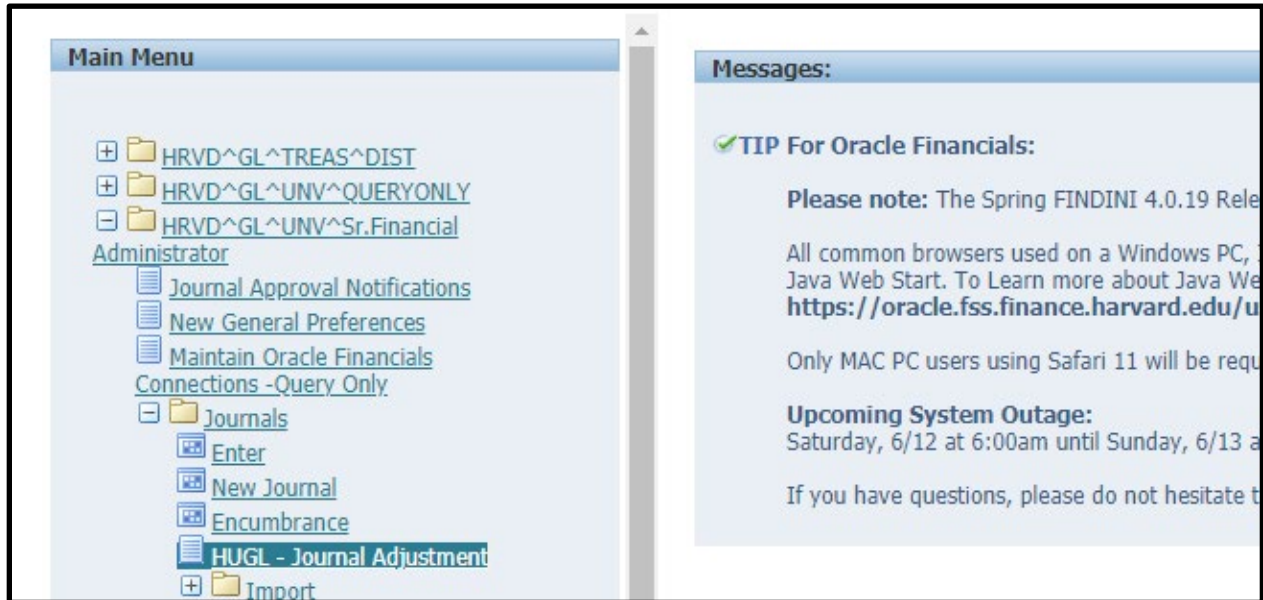 Main Menu
HRVD^GL^TREAS^DIST
HRVD^GL^UNV^QUERYONLY
HRVD^GL^UNV^Sr.Financial
Administrator
Journal Approval Notifications
New General Preferences
Maintain Oracle Financials
Connections -Query Only
Journals
Enter
New Journal
Encumbrance
HUGL - Journal Adjustment
Import
Messages:
TIP For Oracle Financials:
Please note: The Spring FINDINI 4.0.19 Rele
All common browsers used on a Windows PC,
Java Web Start. To Learn more about Java We
https://oracle.fss.finance.harvard.edu/u
Only MAC PC users using Safari 11 will be requ
Upcoming System Outage:
Saturday, 6/12 at 6:00am until Sunday, 6/13 a
If you have questions, please do not hesitate t